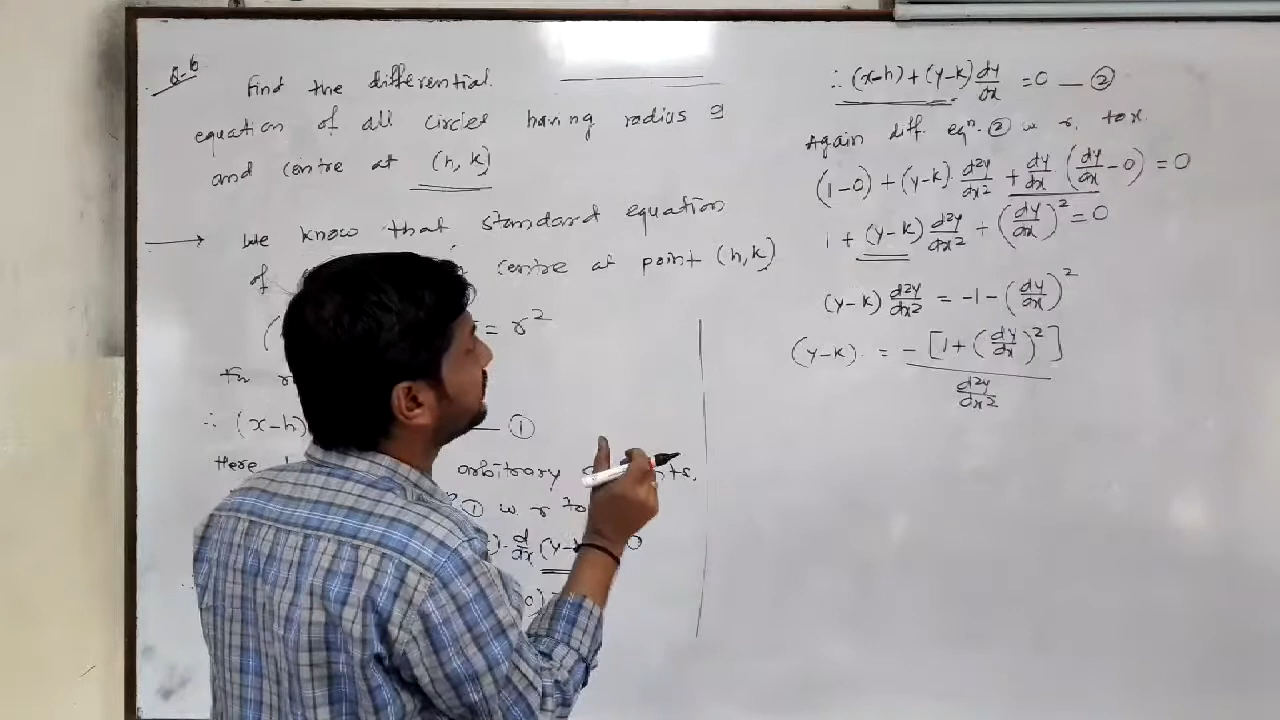 Q-6
Find the differential.
equation of all circles having radius a
and centre at (h, k)
→ We know that standard equation
of centre at point (h, k)
( = r²
∴ (x-h) — ①
Here arbitrary
① w r to
d/dx (y-k 0
∴ (x-h) + (y-k) dy/dx = 0 — ②
Again diff. eqⁿ. ② w r. to x.
(1-0) + (y-k). d²y/dx² + dy/dx. (dy/dx - 0) = 0
1 + (y-k) d²y/dx² + (dy/dx)² = 0
(y-k) d²y/dx² = -1 - (dy/dx)²
(y-k). = -[1 + (dy/dx)²] / d²y/dx²